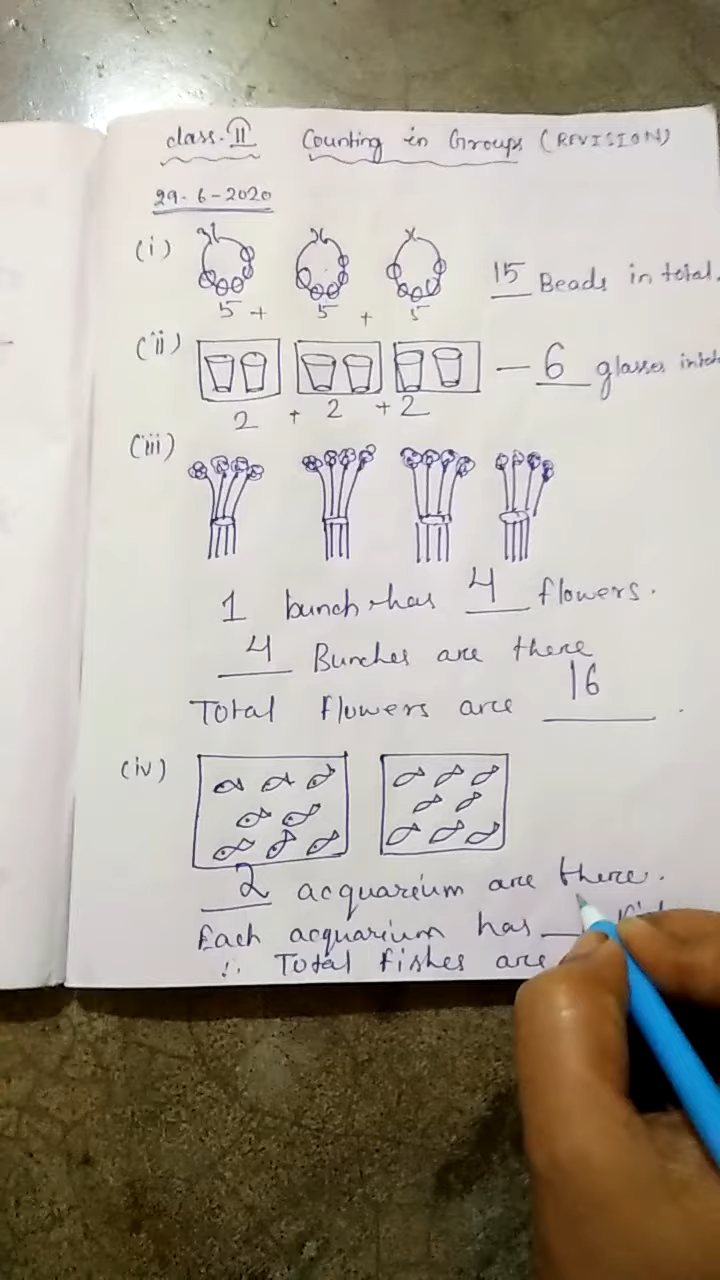 class. II Counting in Groups (REVISION)
29-6-2020
(i) 15 Beads in total.
5 + 5 + 5
(ii) — 6 glasses
2 + 2 + 2
(iii)
1 bunch has 4 flowers.
4 Bunches are there
Total flowers are 16.
(iv)
2 acquarium are there.
Each acquarium has
∴ Total fishes are